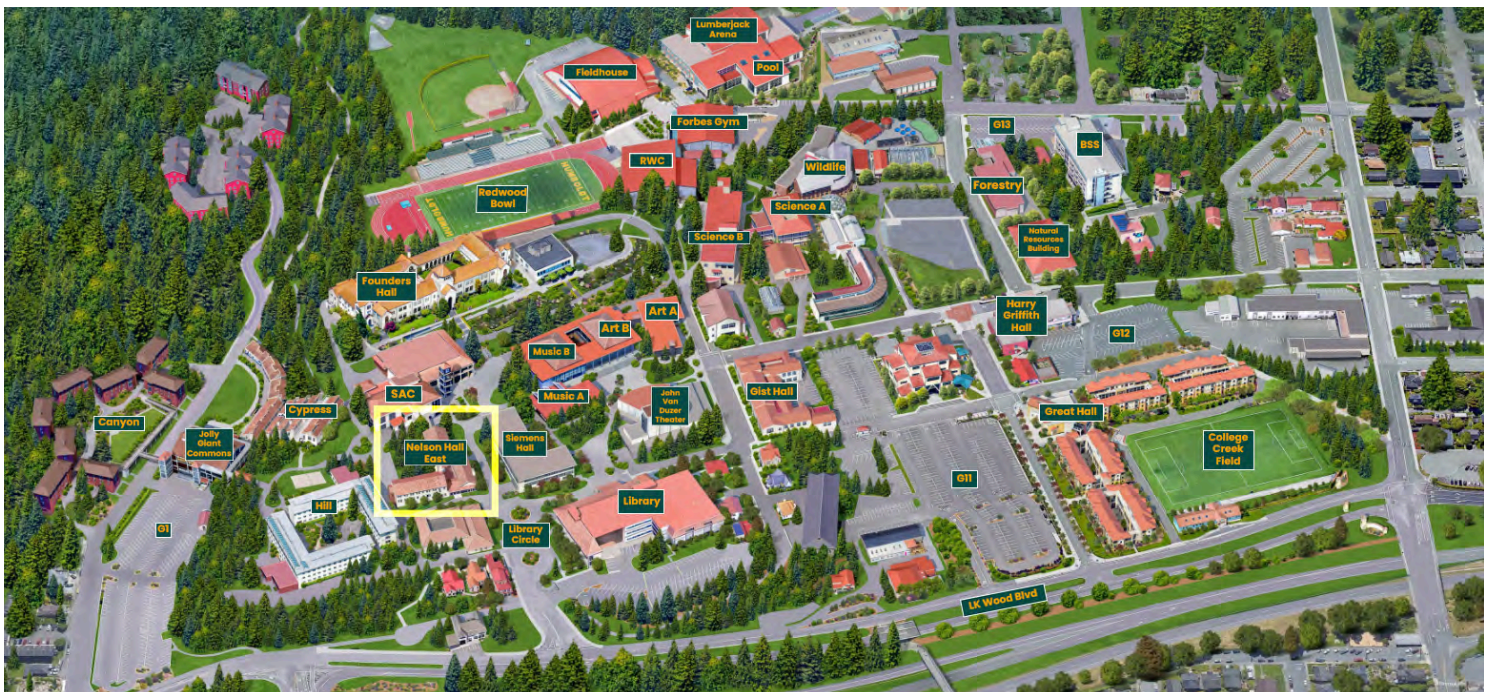 Lumberjack
Arena
Pool
Fieldhouse
Forbes Gym
G13
BSS
RWC
Wildlife
Redwood
Bowl
HUMBOLDT
LUMBERJACKS
Forestry
Science A
Science B
Natural
Resources
Building
Founders
Hall
Art A
Art B
Harry
Griffith
Hall
G12
Music B
SAC
Music A
John
Van
Duzer
Theater
Gist Hall
Cypress
Great Hall
Canyon
Jolly
Giant
Commons
Nelson Hall
East
Siemens
Hall
College
Creek
Field
G11
Hill
Library
G1
Library
Circle
LK Wood Blvd